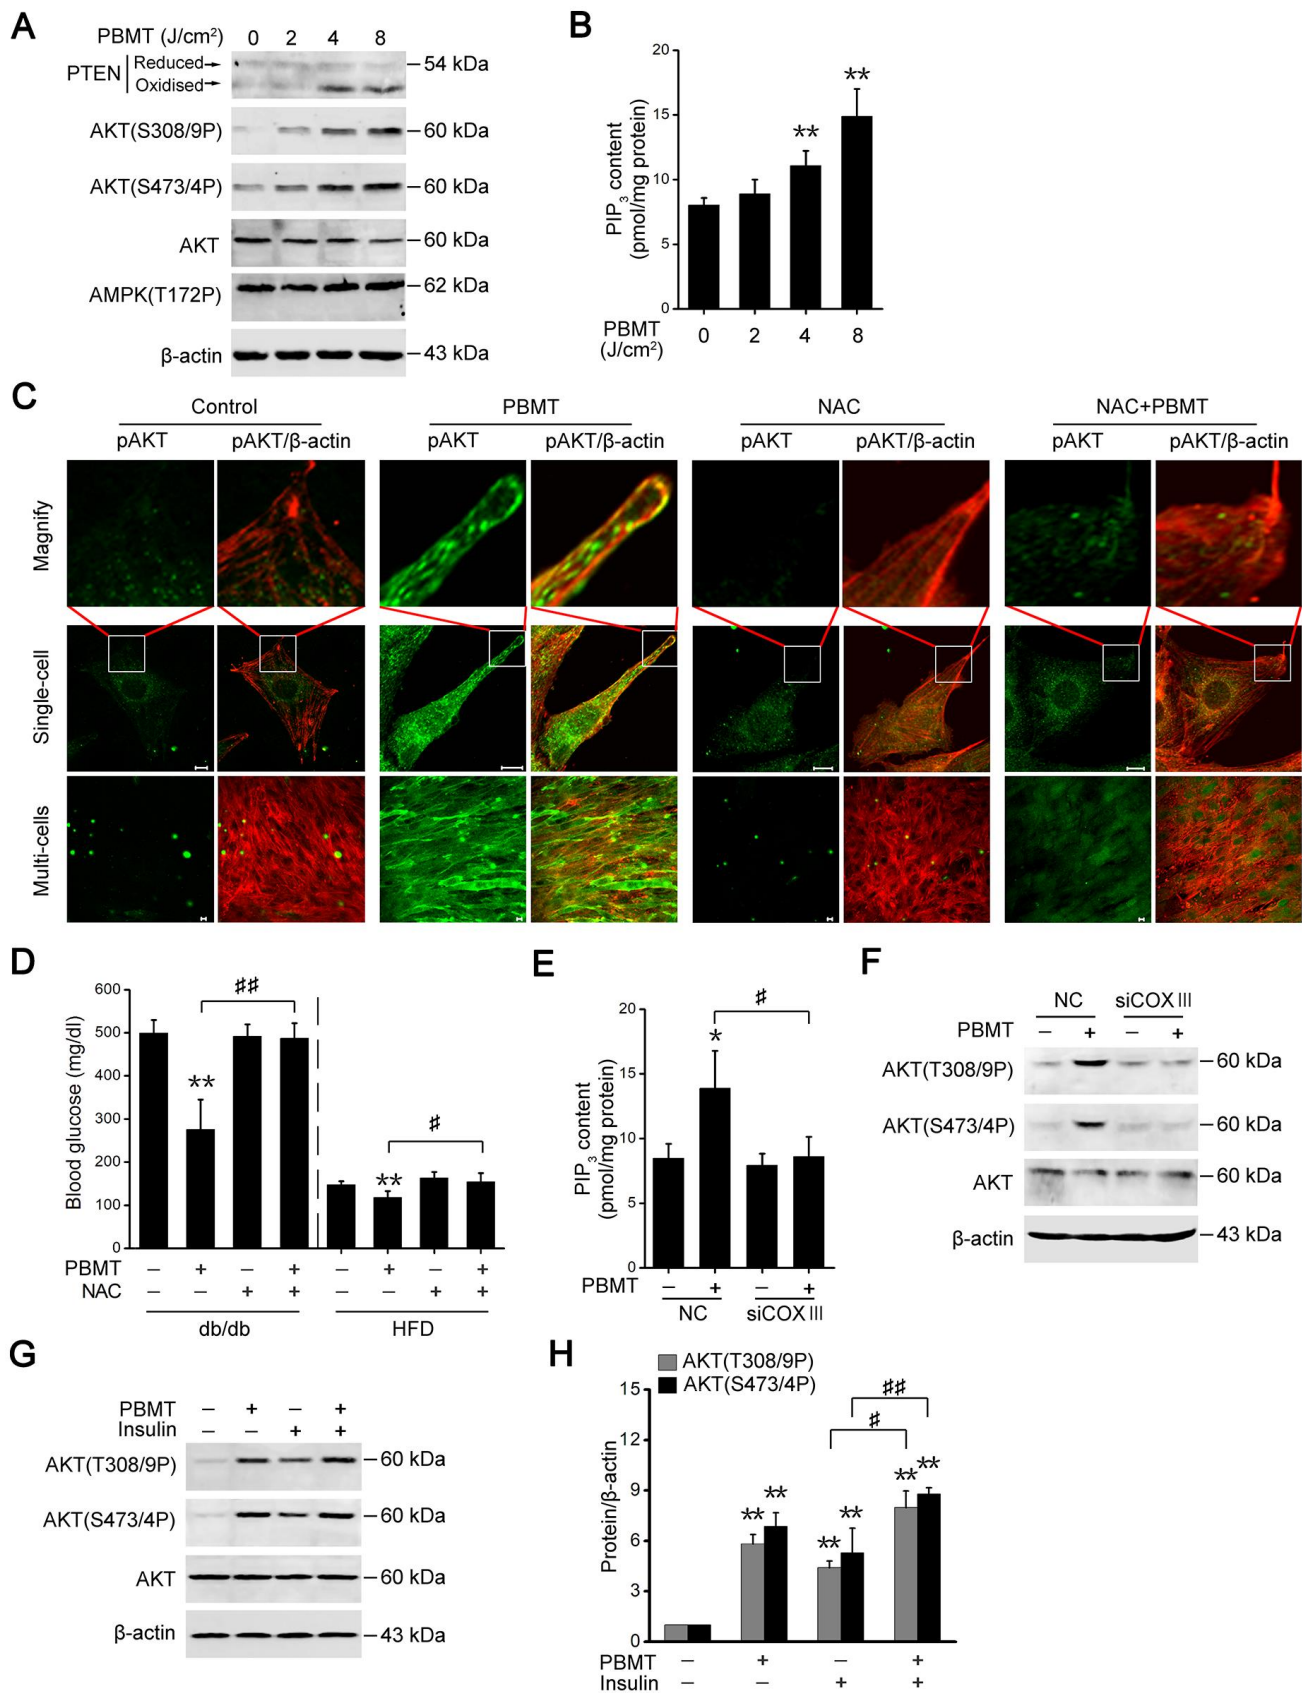 A
PBMT (J/cm²) 0 2 4 8
PTEN
Reduced
Oxidised
54 kDa
AKT(S308/9P) 60 kDa
AKT(S473/4P) 60 kDa
AKT 60 kDa
AMPK(T172P) 62 kDa
β-actin 43 kDa
B
PIP₃ content
(pmol/mg protein)
20
15
10
5
0
** **
PBMT
(J/cm²)
0 2 4 8
C
Control PBMT NAC NAC+PBMT
pAKT pAKT/β-actin pAKT pAKT/β-actin pAKT pAKT/β-actin pAKT pAKT/β-actin
Magnify
Single-cell
Multi-cells
D
Blood glucose (mg/dl)
600
500
400
300
200
100
0
♯♯
**
♯
**
PBMT − + − + − + − +
NAC + + + +
db/db HFD
E
PIP₃ content
(pmol/mg protein)
20
15
10
5
0
♯
*
PBMT − + − +
NC siCOX III
F
NC siCOX III
PBMT − + − +
AKT(T308/9P) 60 kDa
AKT(S473/4P) 60 kDa
AKT 60 kDa
β-actin 43 kDa
G
PBMT − + − +
Insulin − − + +
AKT(T308/9P) 60 kDa
AKT(S473/4P) 60 kDa
AKT 60 kDa
β-actin 43 kDa
H
AKT(T308/9P)
AKT(S473/4P)
Protein/β-actin
15
12
9
6
3
0
♯♯
♯
** ** ** ** ** **
PBMT − + − +
Insulin − − + +